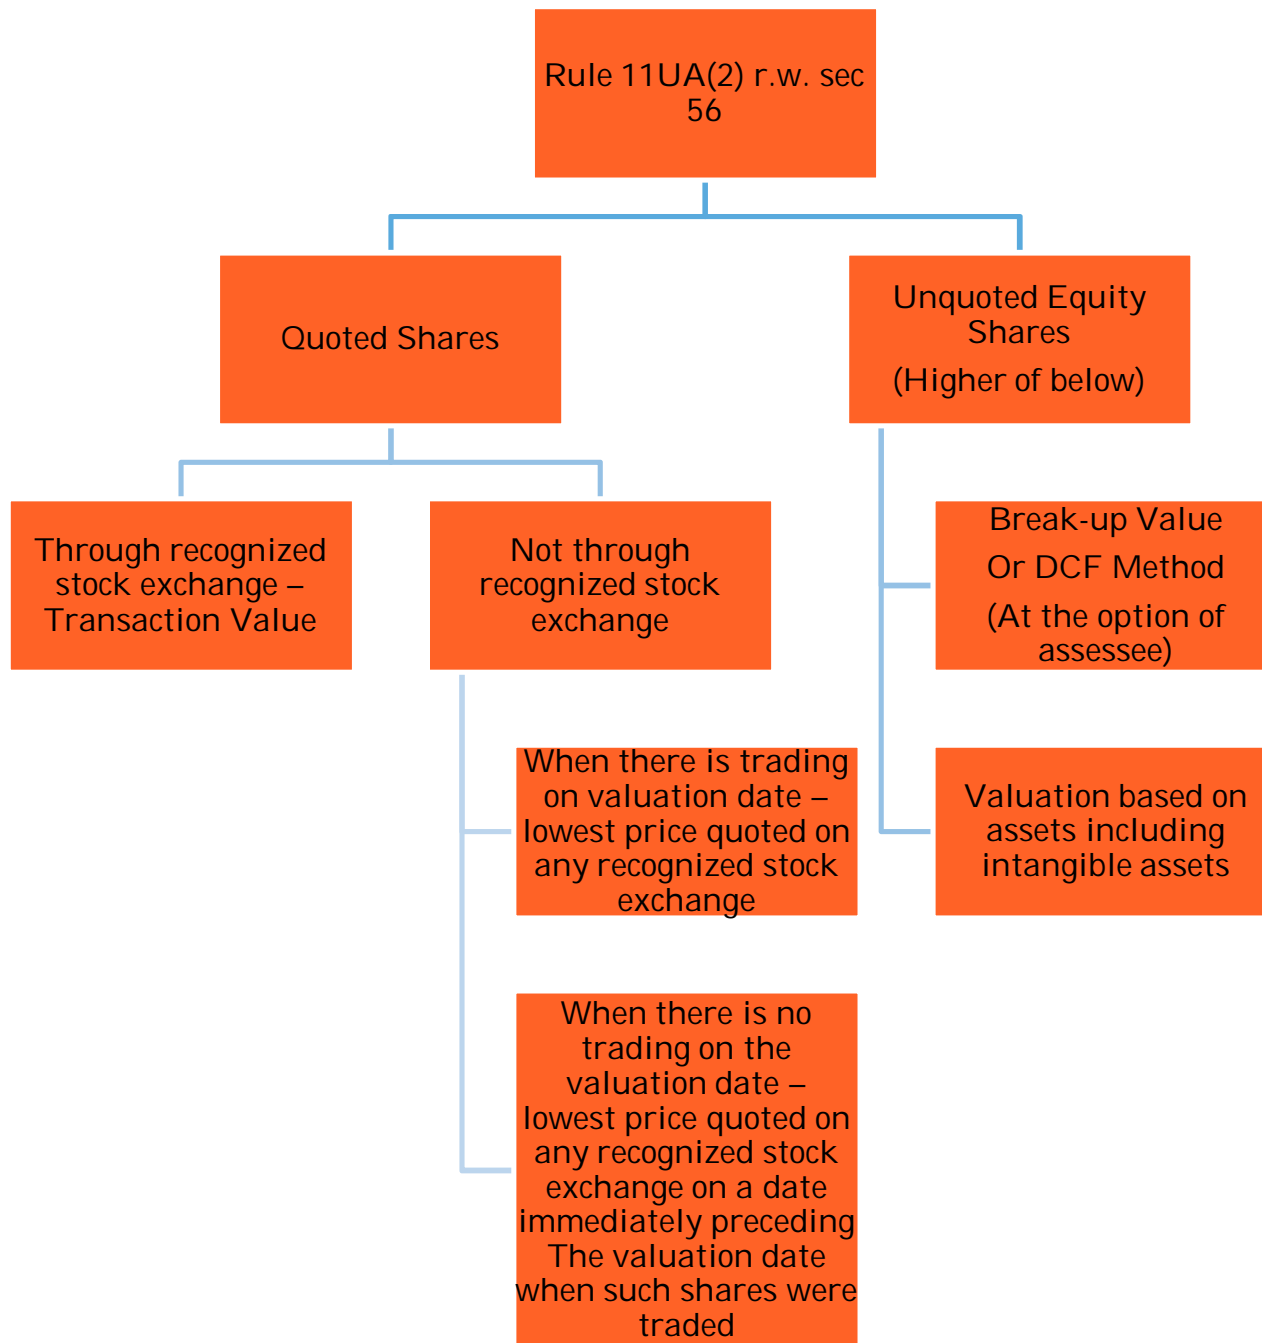 Rule 11UA(2) r.w. sec
56
Quoted Shares
Unquoted Equity
Shares
(Higher of below)
Through recognized
stock exchange –
Transaction Value
Not through
recognized stock
exchange
Break-up Value
Or DCF Method
(At the option of
assessee)
When there is trading
on valuation date –
lowest price quoted on
any recognized stock
exchange
Valuation based on
assets including
intangible assets
When there is no
trading on the
valuation date –
lowest price quoted on
any recognized stock
exchange on a date
immediately preceding
The valuation date
when such shares were
traded